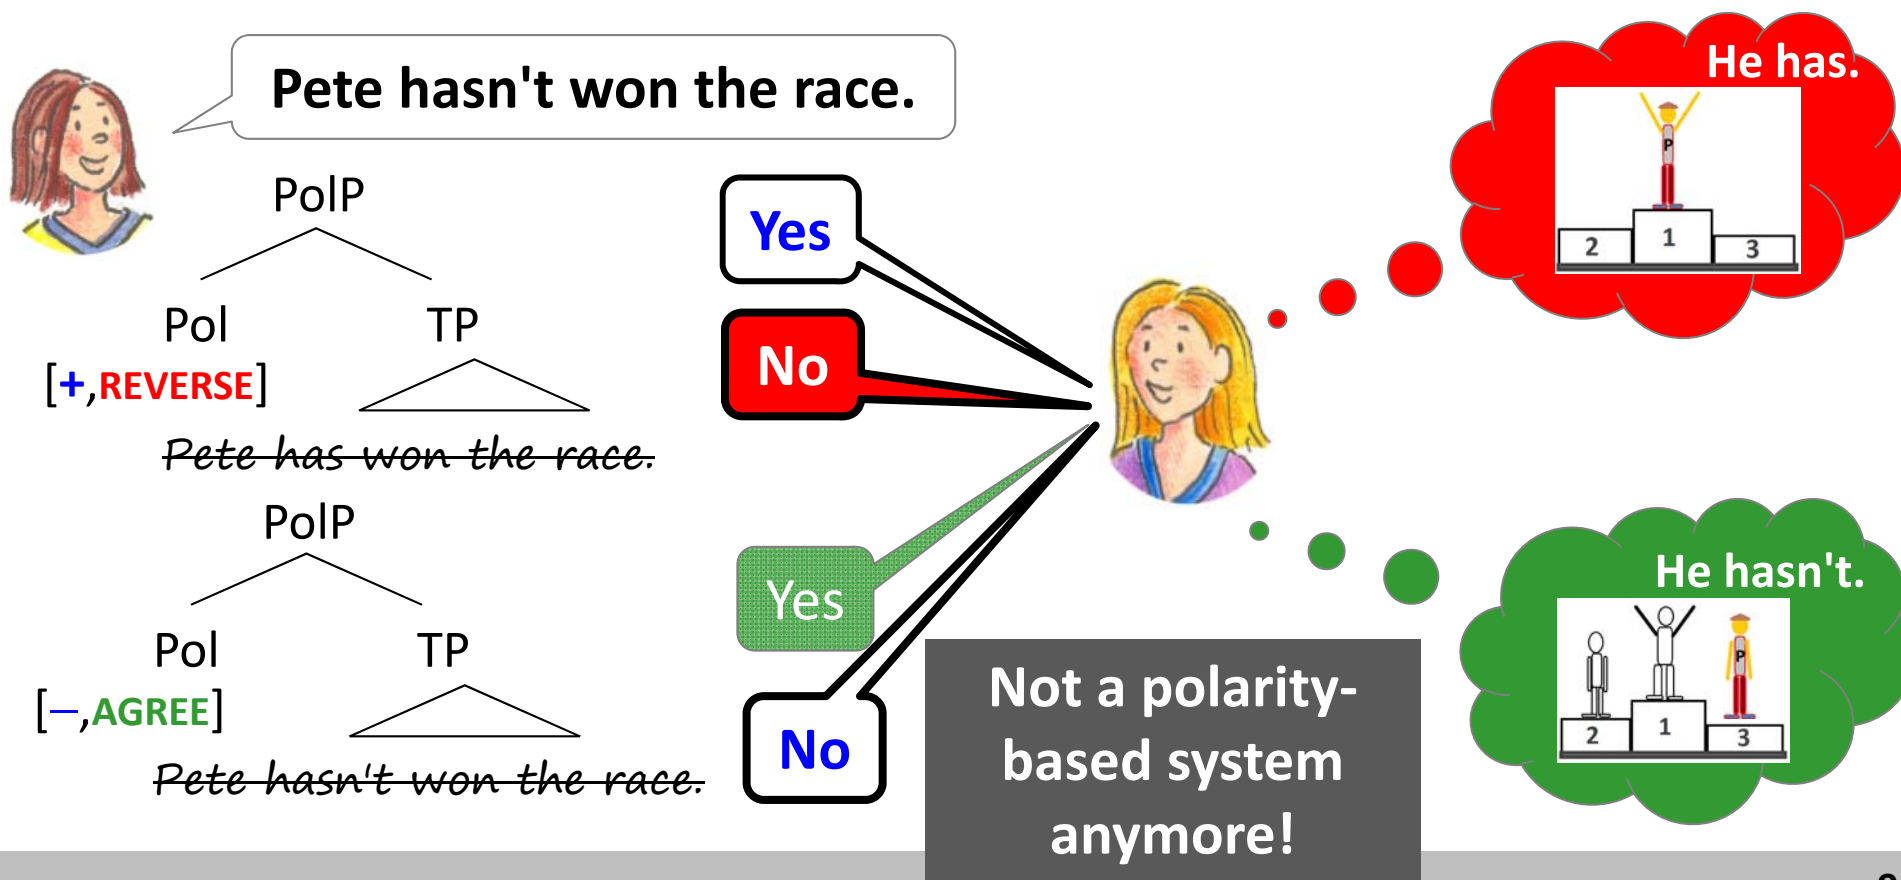 Pete hasn't won the race.
PolP
Pol TP
[+,REVERSE]
Pete has won the race.
PolP
Pol TP
[–,AGREE]
Pete hasn't won the race.
Yes
No
Yes
No
Not a polarity-
based system
anymore!
He has.
P
2 1 3
He hasn't.
P
2 1 3